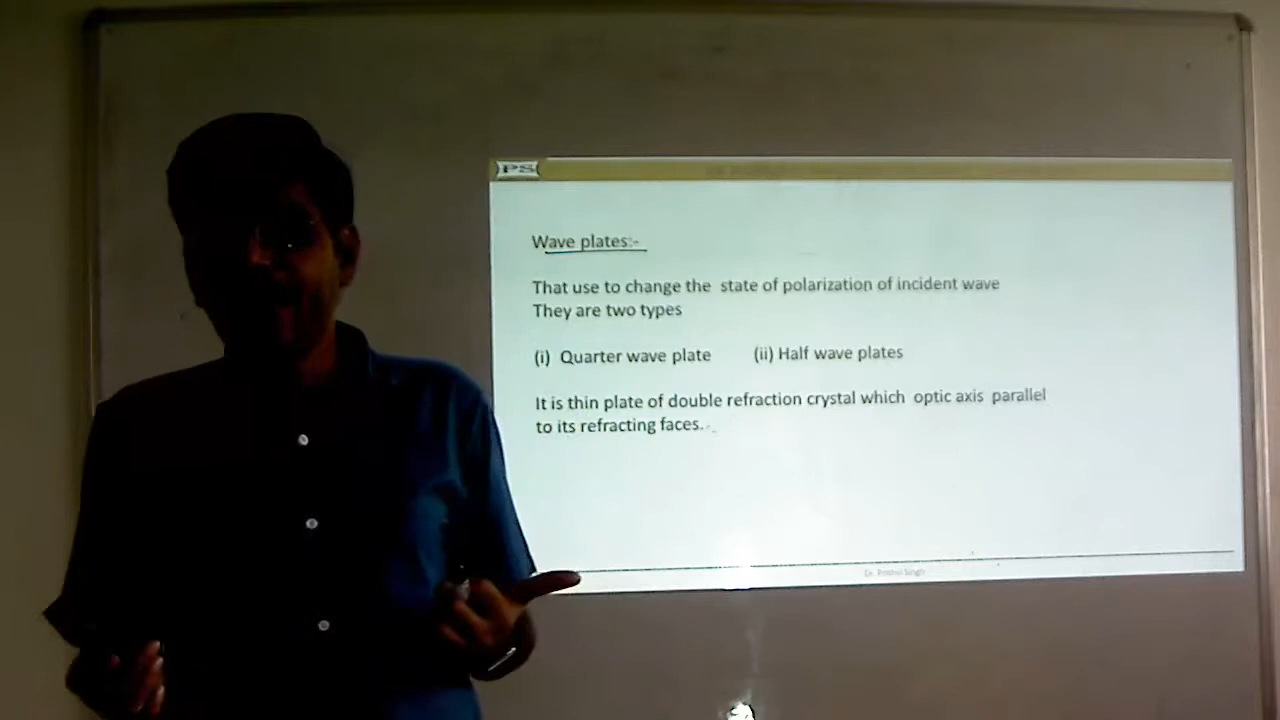 PS
Wave plates:-
That use to change the state of polarization of incident wave
They are two types
(i) Quarter wave plate (ii) Half wave plates
It is thin plate of double refraction crystal which optic axis parallel
to its refracting faces.
Singh